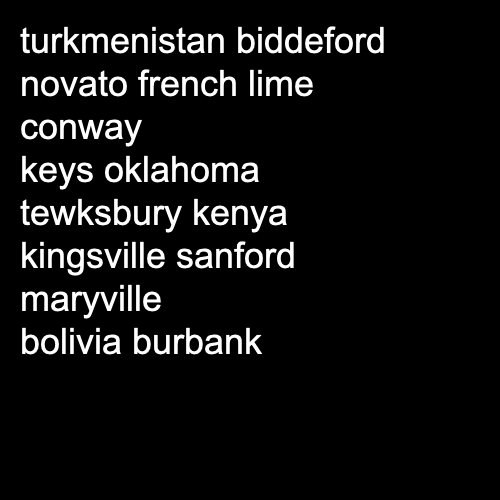 turkmenistan biddeford
novato french lime
conway
keys oklahoma
tewksbury kenya
kingsville sanford
maryville
bolivia burbank